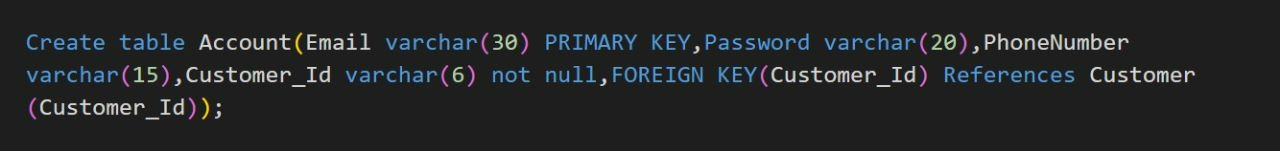 Create table Account(Email varchar(30) PRIMARY KEY,Password varchar(20),PhoneNumber
varchar(15),Customer_Id varchar(6) not null,FOREIGN KEY(Customer_Id) References Customer
(Customer_Id));